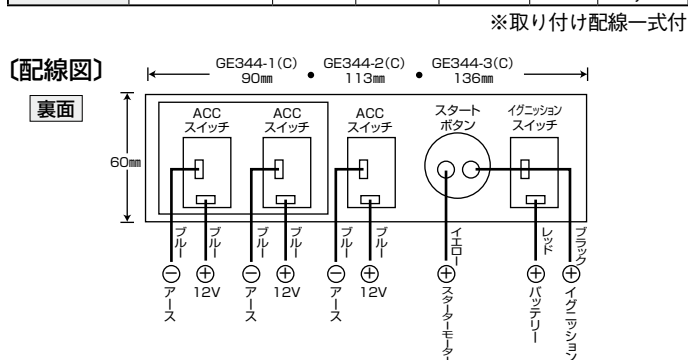 ※取り付け配線一式付
〔配線図〕
裏面
GE344-1(C)
90㎜
●
GE344-2(C)
113㎜
●
GE344-3(C)
136㎜
60㎜
ACC
スイッチ
ACC
スイッチ
ACC
スイッチ
スタート
ボタン
イグニッション
スイッチ
ブルー
ブルー
ブルー
ブルー
ブルー
ブルー
イエロー
レッド
ブラック
⊖
⊕
⊖
⊕
⊖
⊕
⊕
⊕
⊕
アース
12V
アース
12V
アース
12V
スターターモーター
バッテリー
イグニッション